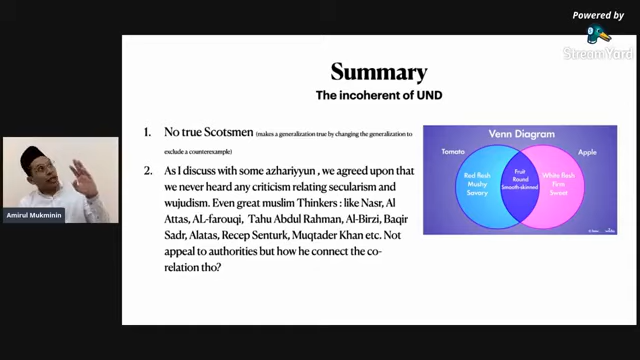 Powered by
StreamYard
Summary
The incoherent of UND
1. No true Scotsmen (makes a generalization true by changing the generalization to
exclude a counterexample)
2. As I discuss with some azhariyyun , we agreed upon that
we never heard any criticism relating secularism and
wujudism. Even great muslim Thinkers : like Nasr, Al
Attas, AL-farouqi, Tahu Abdul Rahman, Al-Birzi, Baqir
Sadr, Alatas, Recep Senturk, Muqtader Khan etc. Not
appeal to authorities but how he connect the co-
relation tho?
Venn Diagram
Tomato
Apple
Red flesh
Mushy
Savory
Fruit
Round
Smooth-skinned
White flesh
Firm
Sweet
Amirul Mukminin